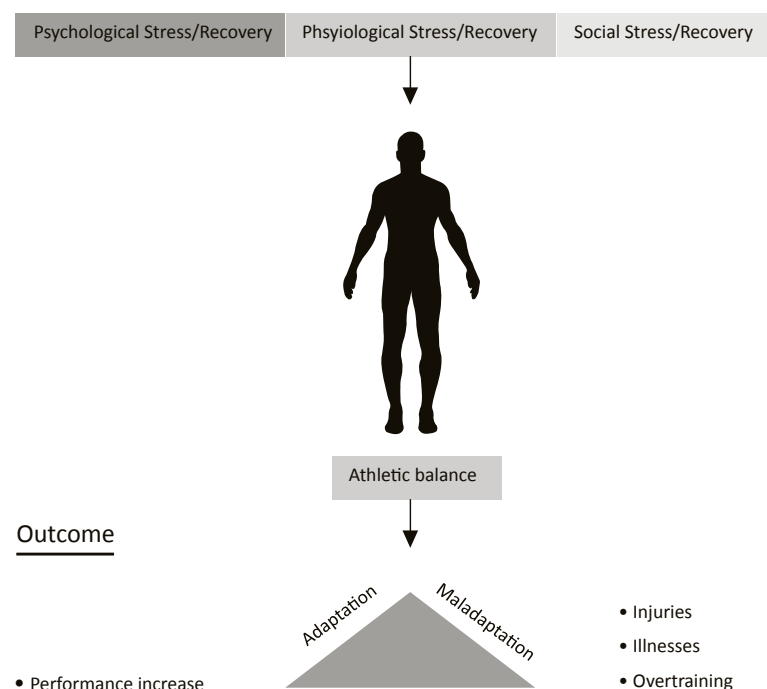 Psychological Stress/Recovery
Phsyiological Stress/Recovery
Social Stress/Recovery
Athletic balance
Outcome
Adaptation
Maladaptation
• Injuries
• Illnesses
• Overtraining
• Performance increase